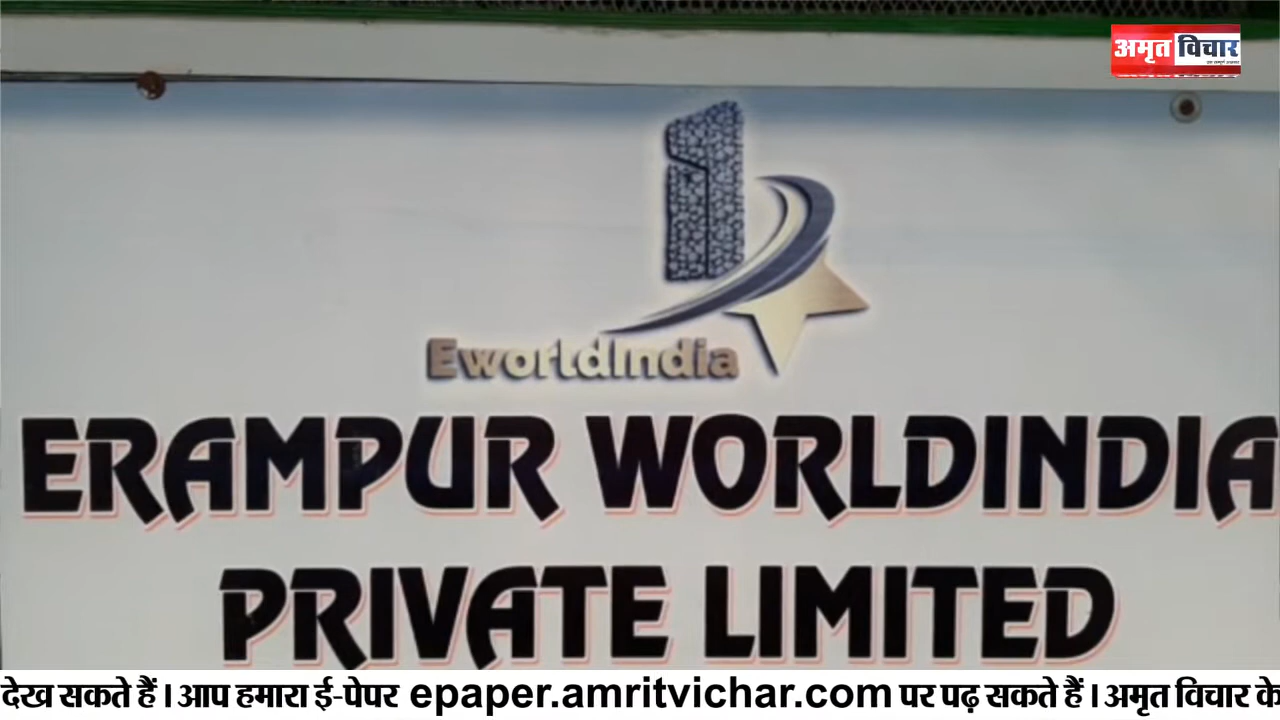 अमृत विचार
Eworldindia
ERAMPUR WORLDINDIA
PRIVATE LIMITED
देख सकते हैं । आप हमारा ई-पेपर epaper.amritvichar.com पर पढ़ सकते हैं । अमृत विचार के